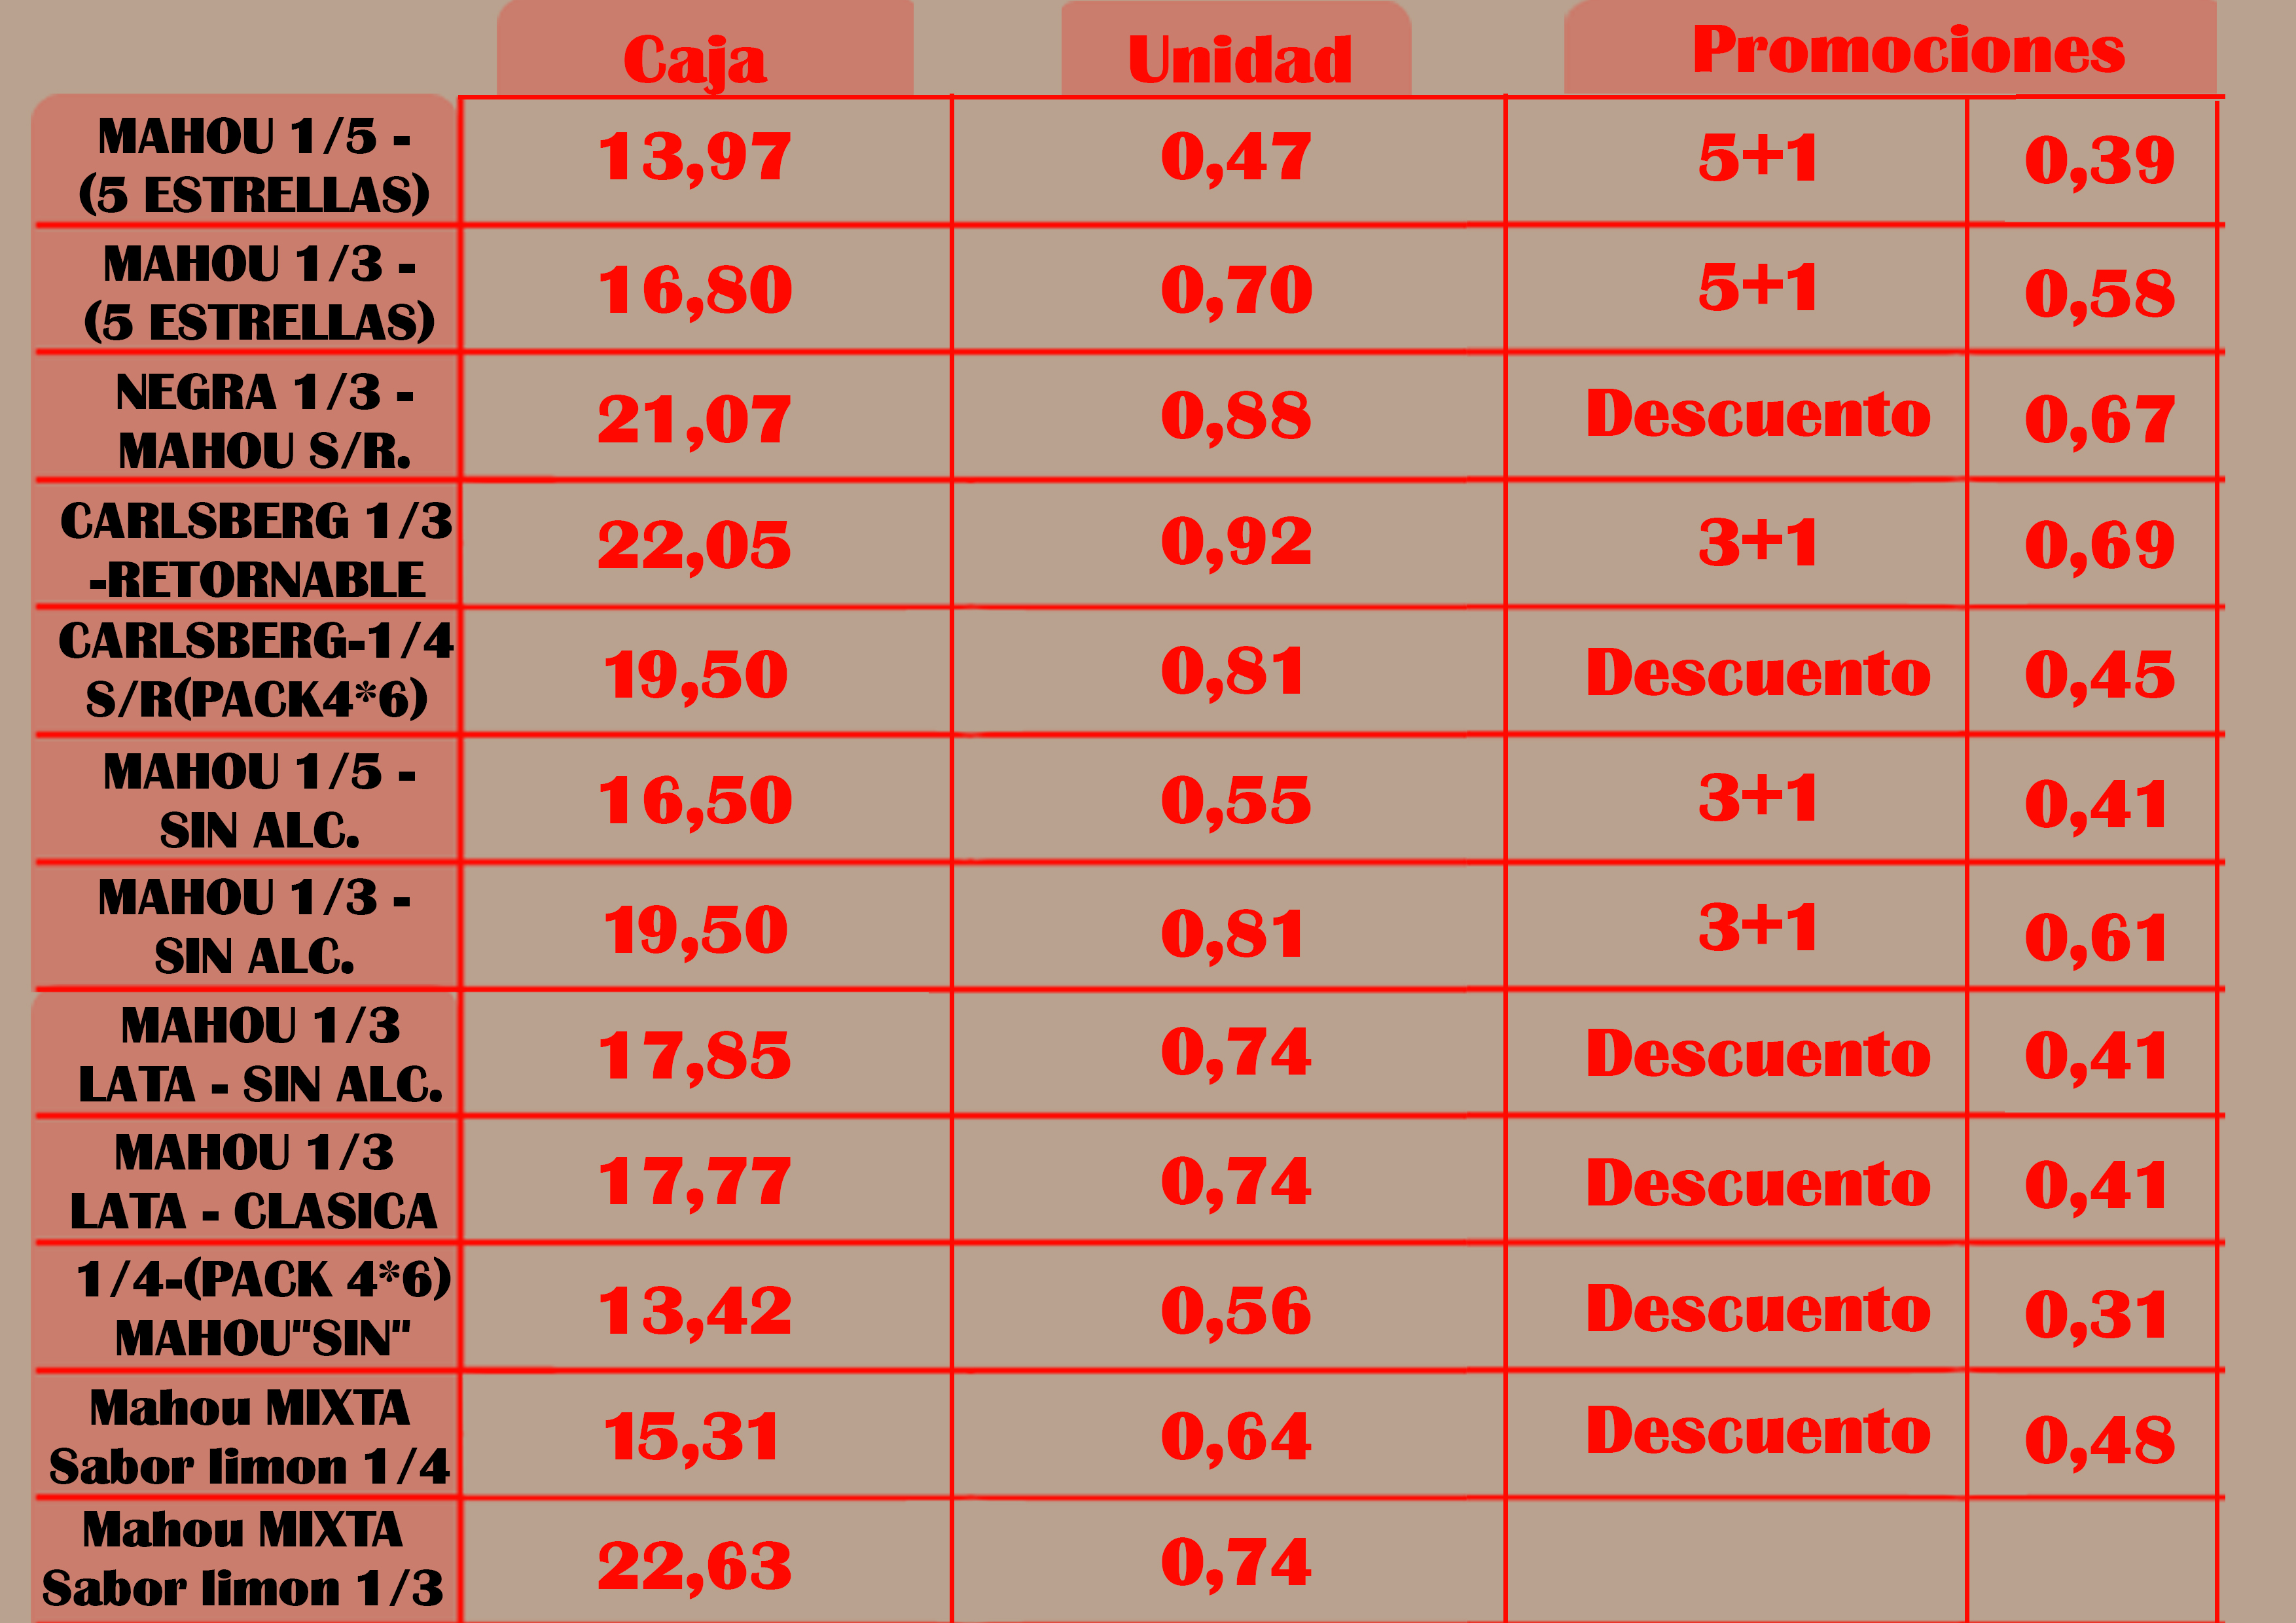 Caja Unidad Promociones
MAHOU 1/5 -
(5 ESTRELLAS)
13,97 0,47 5+1 0,39
MAHOU 1/3 -
(5 ESTRELLAS)
16,80 0,70 5+1 0,58
NEGRA 1/3 -
MAHOU S/R.
21,07 0,88 Descuento 0,67
CARLSBERG 1/3
-RETORNABLE
22,05 0,92 3+1 0,69
CARLSBERG-1/4
S/R(PACK4*6)
19,50 0,81 Descuento 0,45
MAHOU 1/5 -
SIN ALC.
16,50 0,55 3+1 0,41
MAHOU 1/3 -
SIN ALC.
19,50 0,81 3+1 0,61
MAHOU 1/3
LATA - SIN ALC.
17,85 0,74 Descuento 0,41
MAHOU 1/3
LATA - CLASICA
17,77 0,74 Descuento 0,41
1/4-(PACK 4*6)
MAHOU"SIN"
13,42 0,56 Descuento 0,31
Mahou MIXTA
Sabor limon 1/4
15,31 0,64 Descuento 0,48
Mahou MIXTA
Sabor limon 1/3
22,63 0,74